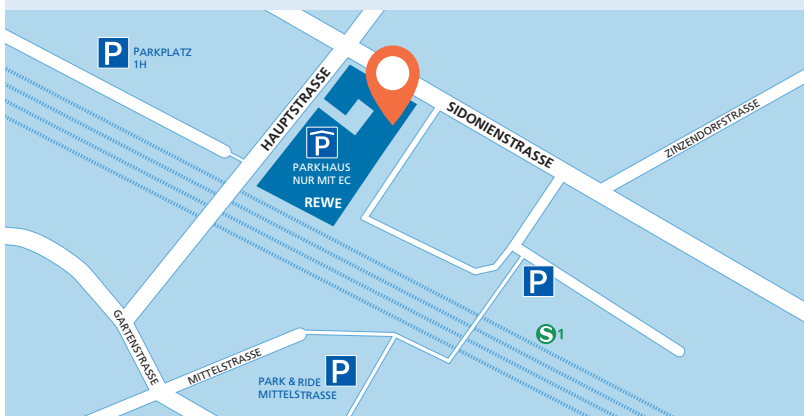 P PARKPLATZ
1H
HAUPTSTRASSE
SIDONIENSTRASSE
ZINZENDORFSTRASSE
P
PARKHAUS
NUR MIT EC
REWE
P
S 1
GARTENSTRASSE
MITTELSTRASSE
PARK & RIDE P
MITTELSTRASSE